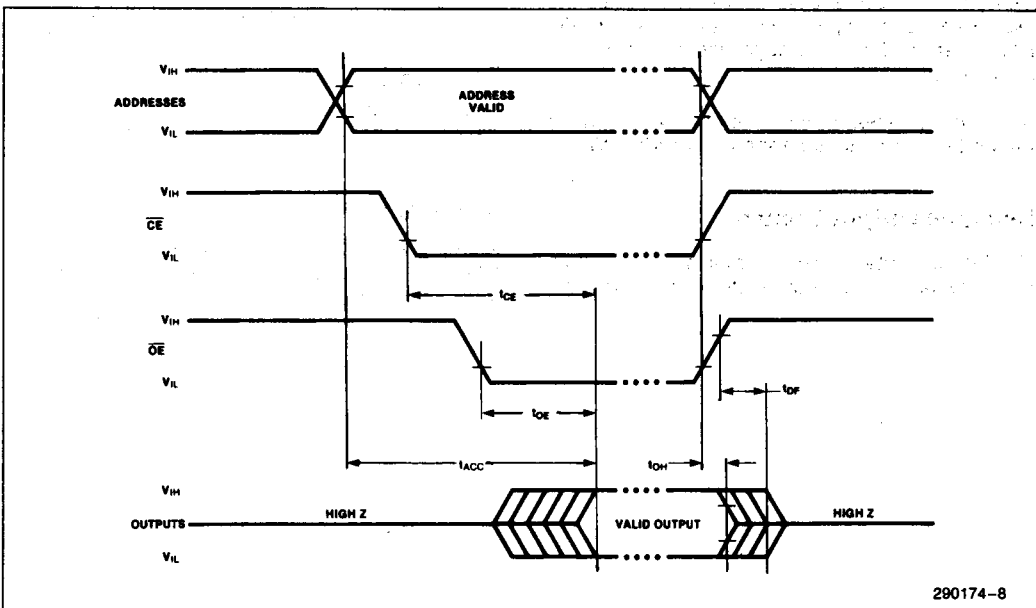 VIH
ADDRESSES
ADDRESS
VALID
VIL
VIH
CE
VIL
tCE
VIH
OE
VIL
tDF
tOE
tACC
tOH
VIH
OUTPUTS
HIGH Z
VALID OUTPUT
HIGH Z
VIL
290174-8